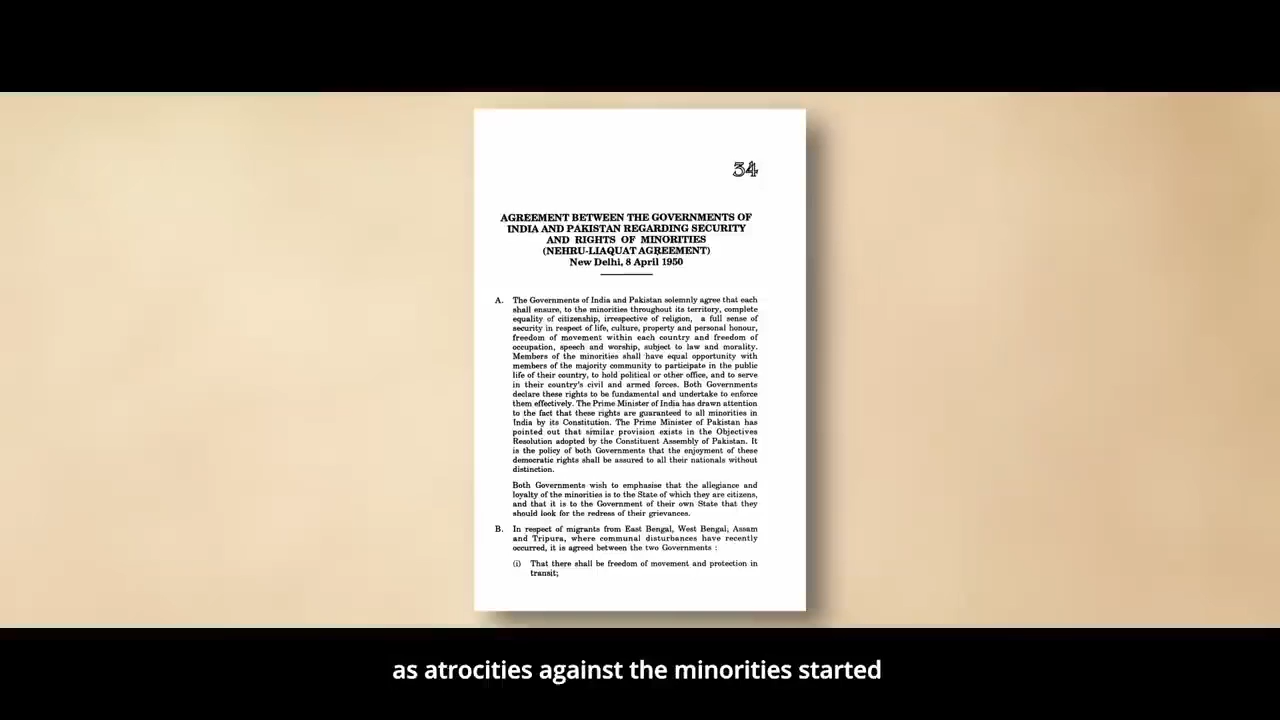 34
AGREEMENT BETWEEN THE GOVERNMENTS OF
INDIA AND PAKISTAN REGARDING SECURITY
AND RIGHTS OF MINORITIES
(NEHRU-LIAQUAT AGREEMENT)
New Delhi, 8 April 1950
A. The Governments of India and Pakistan solemnly agree that each
shall ensure, to the minorities throughout its territory, complete
equality of citizenship, irrespective of religion, a full sense of
security in respect of life, culture, property and personal honour,
freedom of movement within each country and freedom of
occupation, speech and worship, subject to law and morality.
Members of the minorities shall have equal opportunity with
members of the majority community to participate in the public
life of their country, to hold political or other office, and to serve
in their country's civil and armed forces. Both Governments
declare these rights to be fundamental and undertake to enforce
them effectively. The Prime Minister of India has drawn attention
to the fact that these rights are guaranteed to all minorities in
India by its Constitution. The Prime Minister of Pakistan has
pointed out that similar provision exists in the Objectives
Resolution adopted by the Constituent Assembly of Pakistan. It
is the policy of both Governments that the enjoyment of these
democratic rights shall be assured to all their nationals without
distinction.
Both Governments wish to emphasise that the allegiance and
loyalty of the minorities is to the State of which they are citizens,
and that it is to the Government of their own State that they
should look for the redress of their grievances.
B. In respect of migrants from East Bengal, West Bengal, Assam
and Tripura, where communal disturbances have recently
occurred, it is agreed between the two Governments :
(i) That there shall be freedom of movement and protection in
transit;
as atrocities against the minorities started